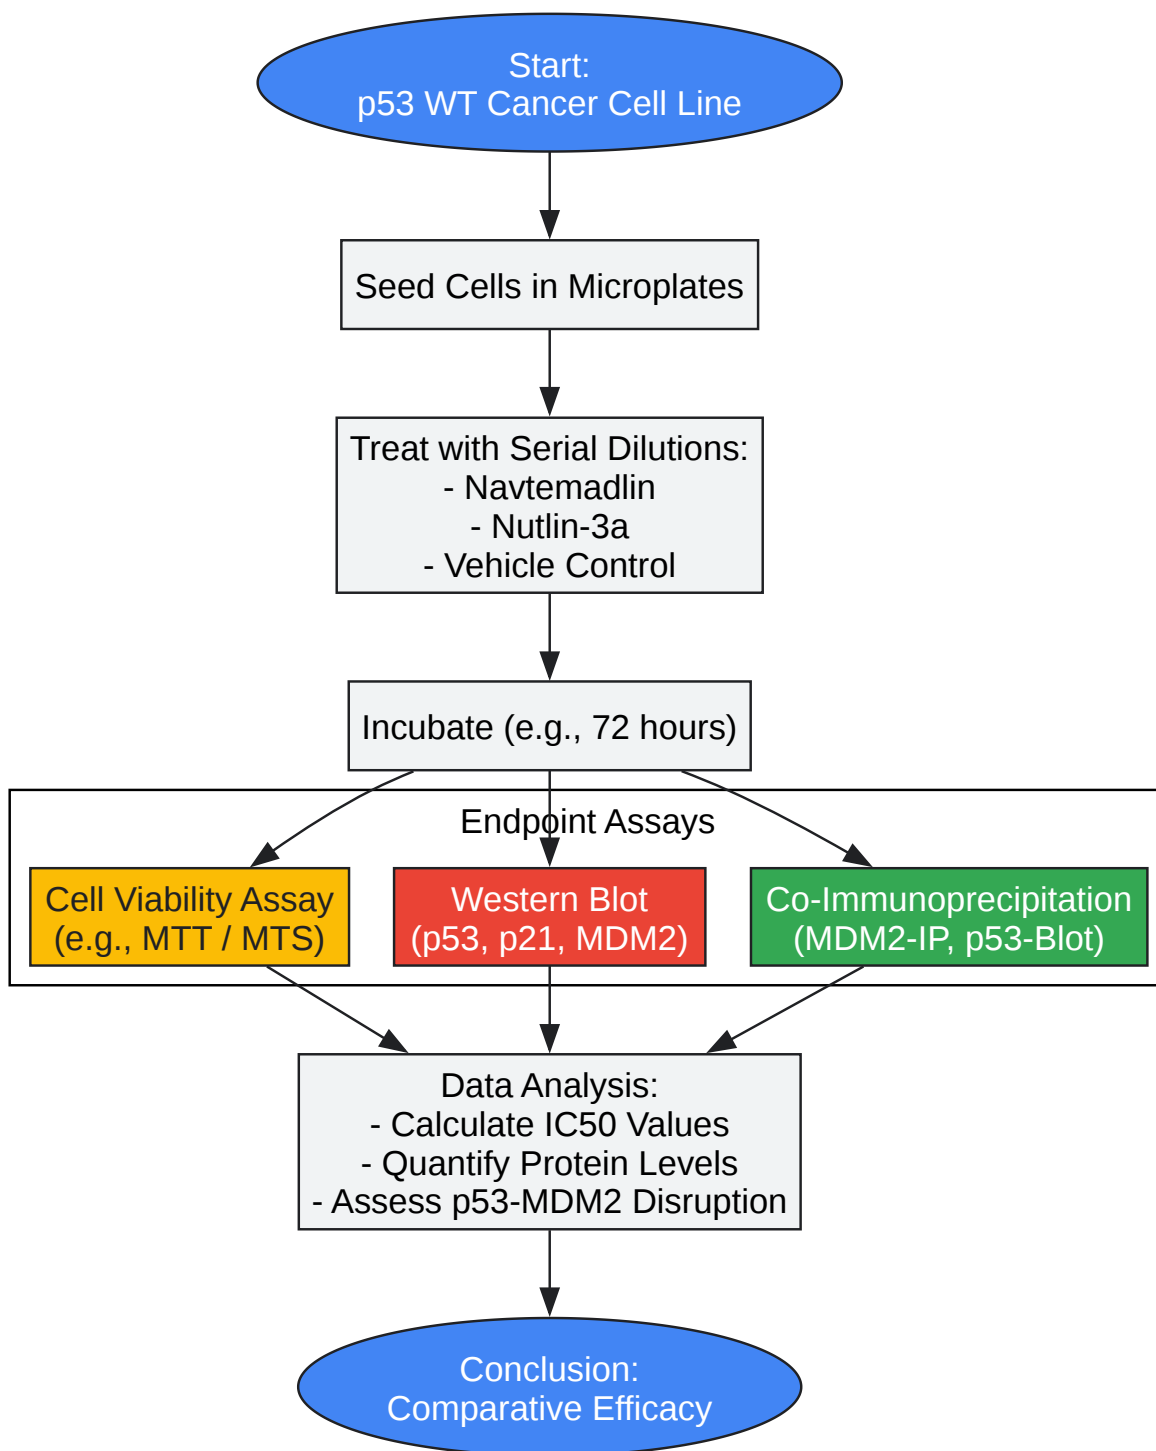 Start:
p53 WT Cancer Cell Line
Seed Cells in Microplates
Treat with Serial Dilutions:
- Navtemadlin
- Nutlin-3a
- Vehicle Control
Incubate (e.g., 72 hours)
Endpoint Assays
Cell Viability Assay
(e.g., MTT / MTS)
Western Blot
(p53, p21, MDM2)
Co-Immunoprecipitation
(MDM2-IP, p53-Blot)
Data Analysis:
- Calculate IC50 Values
- Quantify Protein Levels
- Assess p53-MDM2 Disruption
Conclusion:
Comparative Efficacy